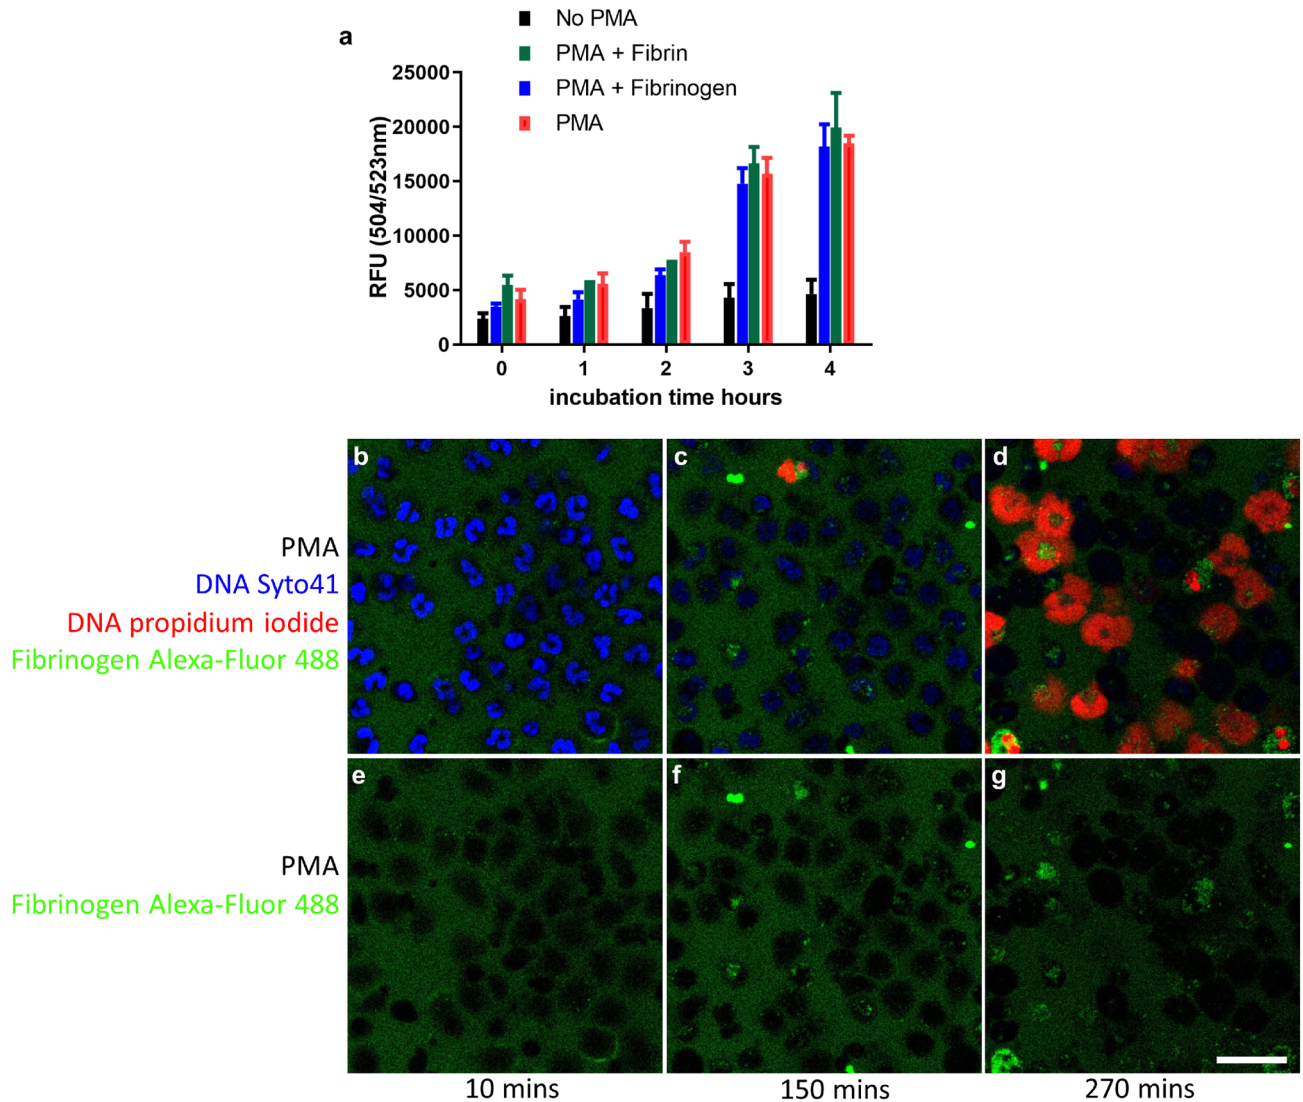 a
No PMA
PMA + Fibrin
PMA + Fibrinogen
PMA
RFU (504/523nm)
25000
20000
15000
10000
5000
0
0 1 2 3 4
incubation time hours
b c d
PMA
DNA Syto41
DNA propidium iodide
Fibrinogen Alexa-Fluor 488
e f g
PMA
Fibrinogen Alexa-Fluor 488
10 mins 150 mins 270 mins